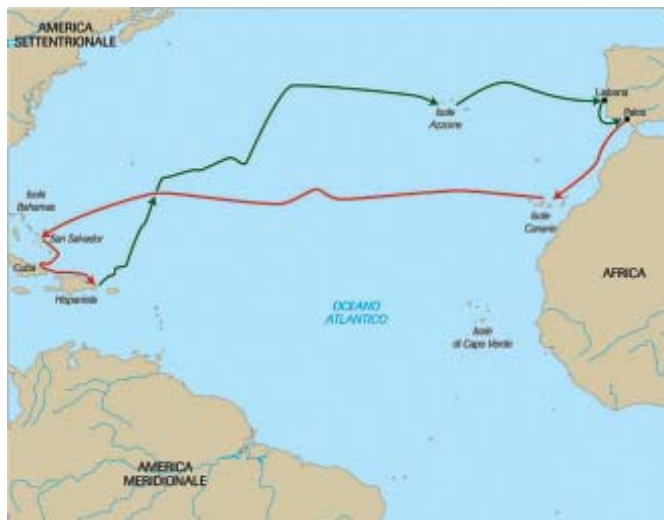 AMERICA
SETTENTRIONALE
Lisbona
Palos
Isole
Azzorre
Isole
Bahamas
San Salvador
Isole
Canarie
Cuba
Hispaniola
AFRICA
OCEANO
ATLANTICO
Isole
di Capo Verde
AMERICA
MERIDIONALE